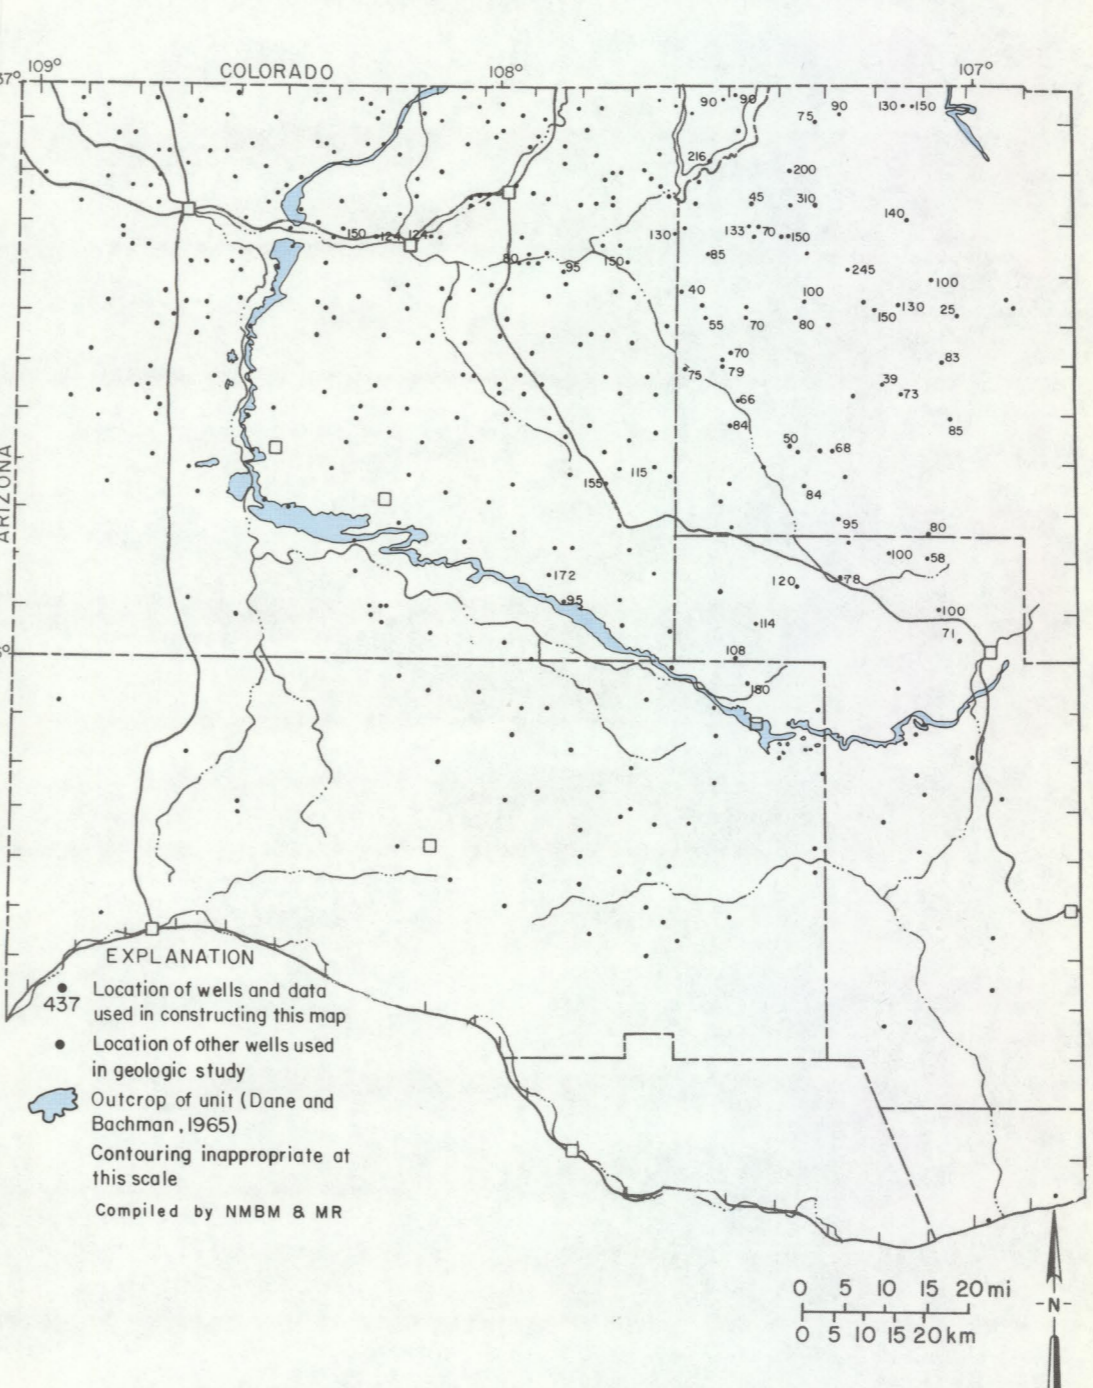 109° COLORADO 108° 107°
37°
90 90 75 90 130 150
216 200
45 310 140
150 124 124 130 133 70 150
80 95 150 85 245 100
40 100 130 25
55 70 80 150
70 83
75 79 39 73
66
84 85
50 68
155 115 84
95 80
100 58
172 120 78
95 100
114 71
108
180
ARIZONA
EXPLANATION
437 Location of wells and data
used in constructing this map
Location of other wells used
in geologic study
Outcrop of unit (Dane and
Bachman, 1965)
Contouring inappropriate at
this scale
Compiled by NMBM & MR
0 5 10 15 20 mi
0 5 10 15 20 km
-N-